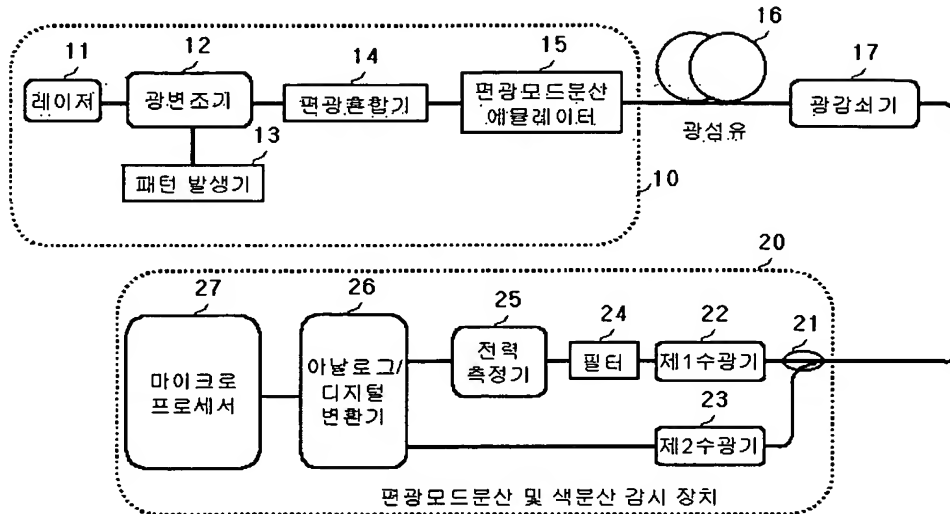 11
12
14
15
16
17
레이저
광변조기
편광혼합기
편광모드분산
에뮬레이터
광섬유
광감쇠기
13
패턴 발생기
10
20
27
26
25
24
22
21
마이크로
프로세서
아날로그/
디지털
변환기
전력
측정기
필터
제1수광기
23
제2수광기
편광모드분산 및 색분산 감시 장치